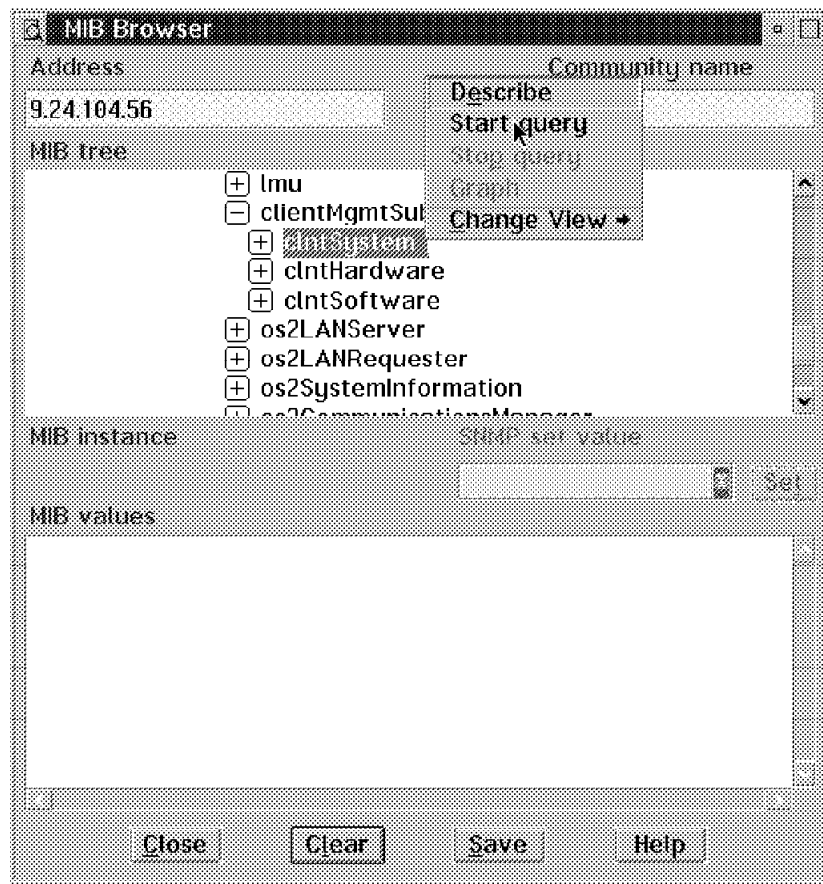 MIB Browser
Address
Community name
9.24.104.56
Describe
Start query
Stop query
Graph
Change View
MIB tree
lmu
clientMgmtSub
clntSystem
clntHardware
clntSoftware
os2LANServer
os2LANRequester
os2SystemInformation
os2CommunicationsManager
MIB instance
SNMP set value
Set
MIB values
Close
Clear
Save
Help